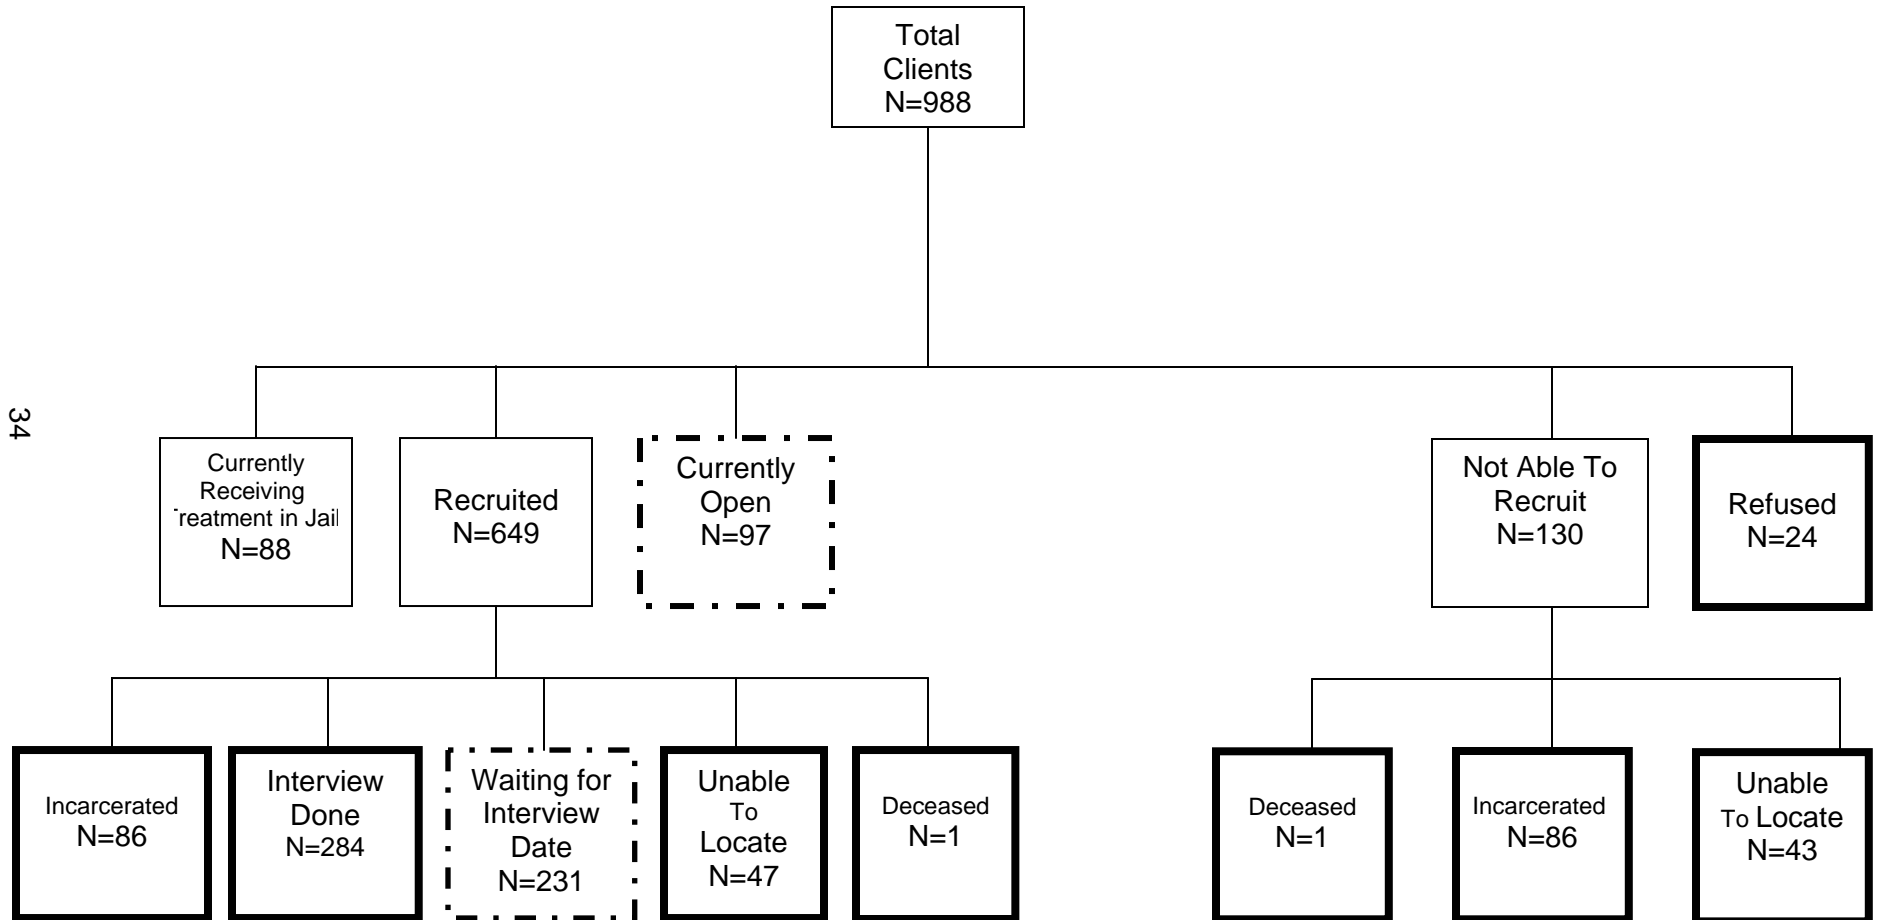 Total
Clients
N=988
34
Currently
Receiving
Treatment in Jail
N=88
Recruited
N=649
Currently
Open
N=97
Not Able To
Recruit
N=130
Refused
N=24
Incarcerated
N=86
Interview
Done
N=284
Waiting for
Interview
Date
N=231
Unable
To
Locate
N=47
Deceased
N=1
Deceased
N=1
Incarcerated
N=86
Unable
To Locate
N=43